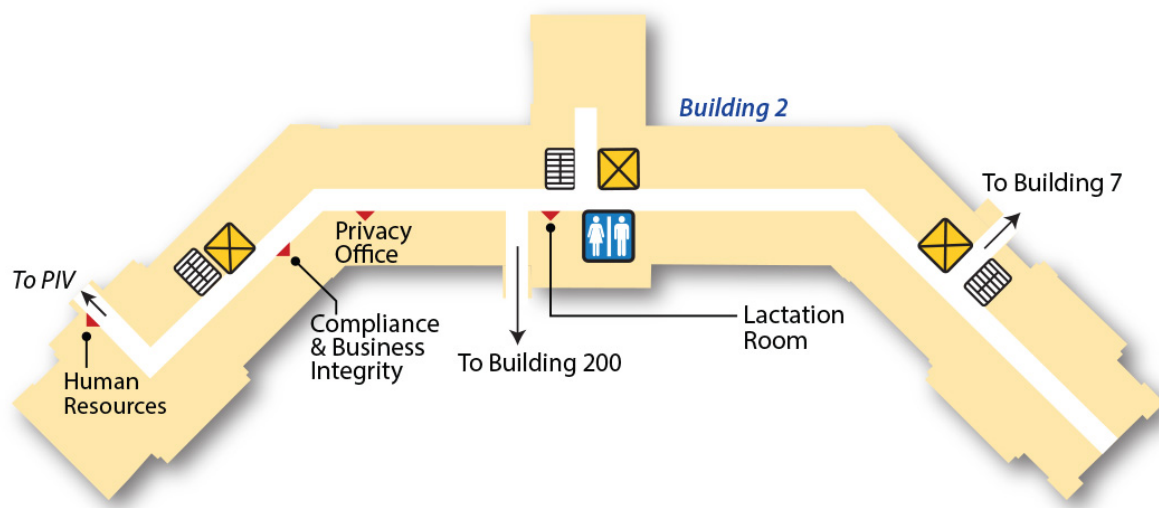 Building 2
To Building 7
Privacy
Office
To PIV
Compliance
& Business
Integrity
Lactation
Room
To Building 200
Human
Resources